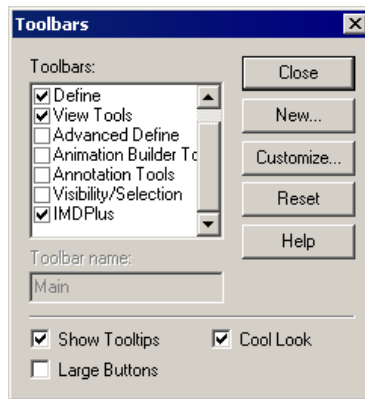 Toolbars
Toolbars:
Define
View Tools
Advanced Define
Animation Builder To
Annotation Tools
Visibility/Selection
IMDPlus
Close
New...
Customize...
Reset
Help
Toolbar name:
Main
Show Tooltips
Cool Look
Large Buttons